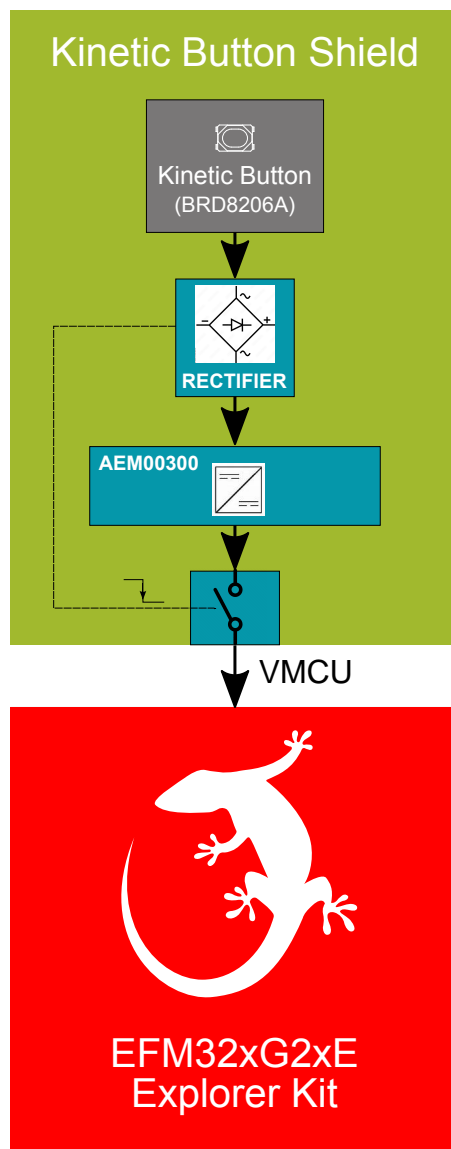 Kinetic Button Shield
Kinetic Button
(BRD8206A)
RECTIFIER
AEM00300
VMCU
EFM32xG2xE
Explorer Kit